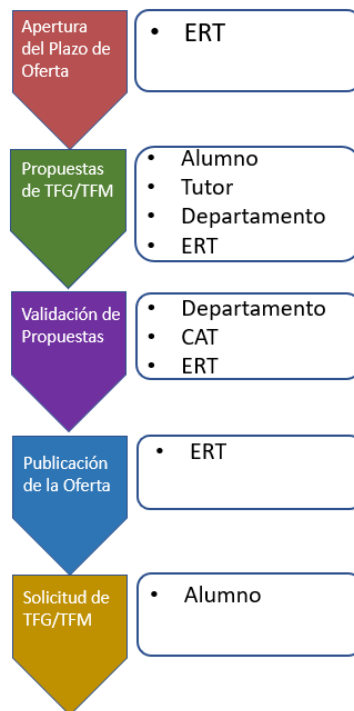 Apertura
del Plazo de
Oferta
• ERT
Propuestas
de TFG/TFM
• Alumno
• Tutor
• Departamento
• ERT
Validación de
Propuestas
• Departamento
• CAT
• ERT
Publicación
de la Oferta
• ERT
Solicitud de
TFG/TFM
• Alumno